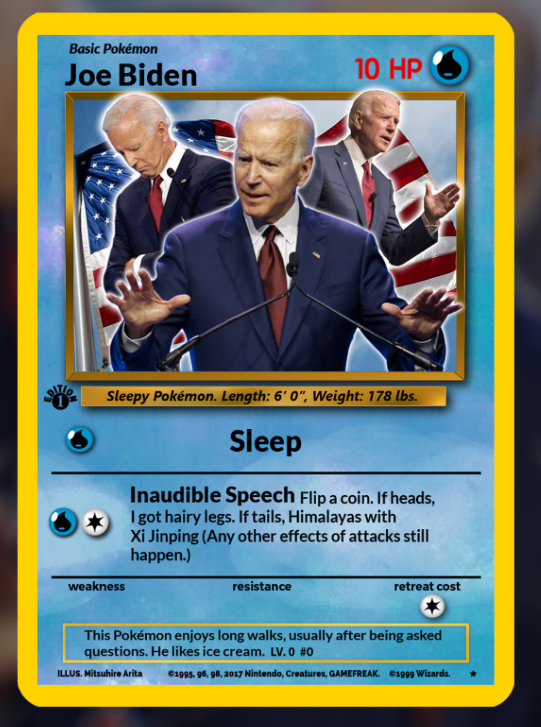 Basic Pokémon
Joe Biden
10 HP
EDITION
1
Sleepy Pokémon. Length: 6' 0", Weight: 178 lbs.
Sleep
Inaudible Speech Flip a coin. If heads,
I got hairy legs. If tails, Himalayas with
Xi Jinping (Any other effects of attacks still
happen.)
weakness resistance retreat cost
This Pokémon enjoys long walks, usually after being asked
questions. He likes ice cream. LV. 0 #0
ILLUS. Mitsuhire Arita ©1995, 96, 98, 2017 Nintendo, Creatures, GAMEFREAK. ©1999 Wizards.